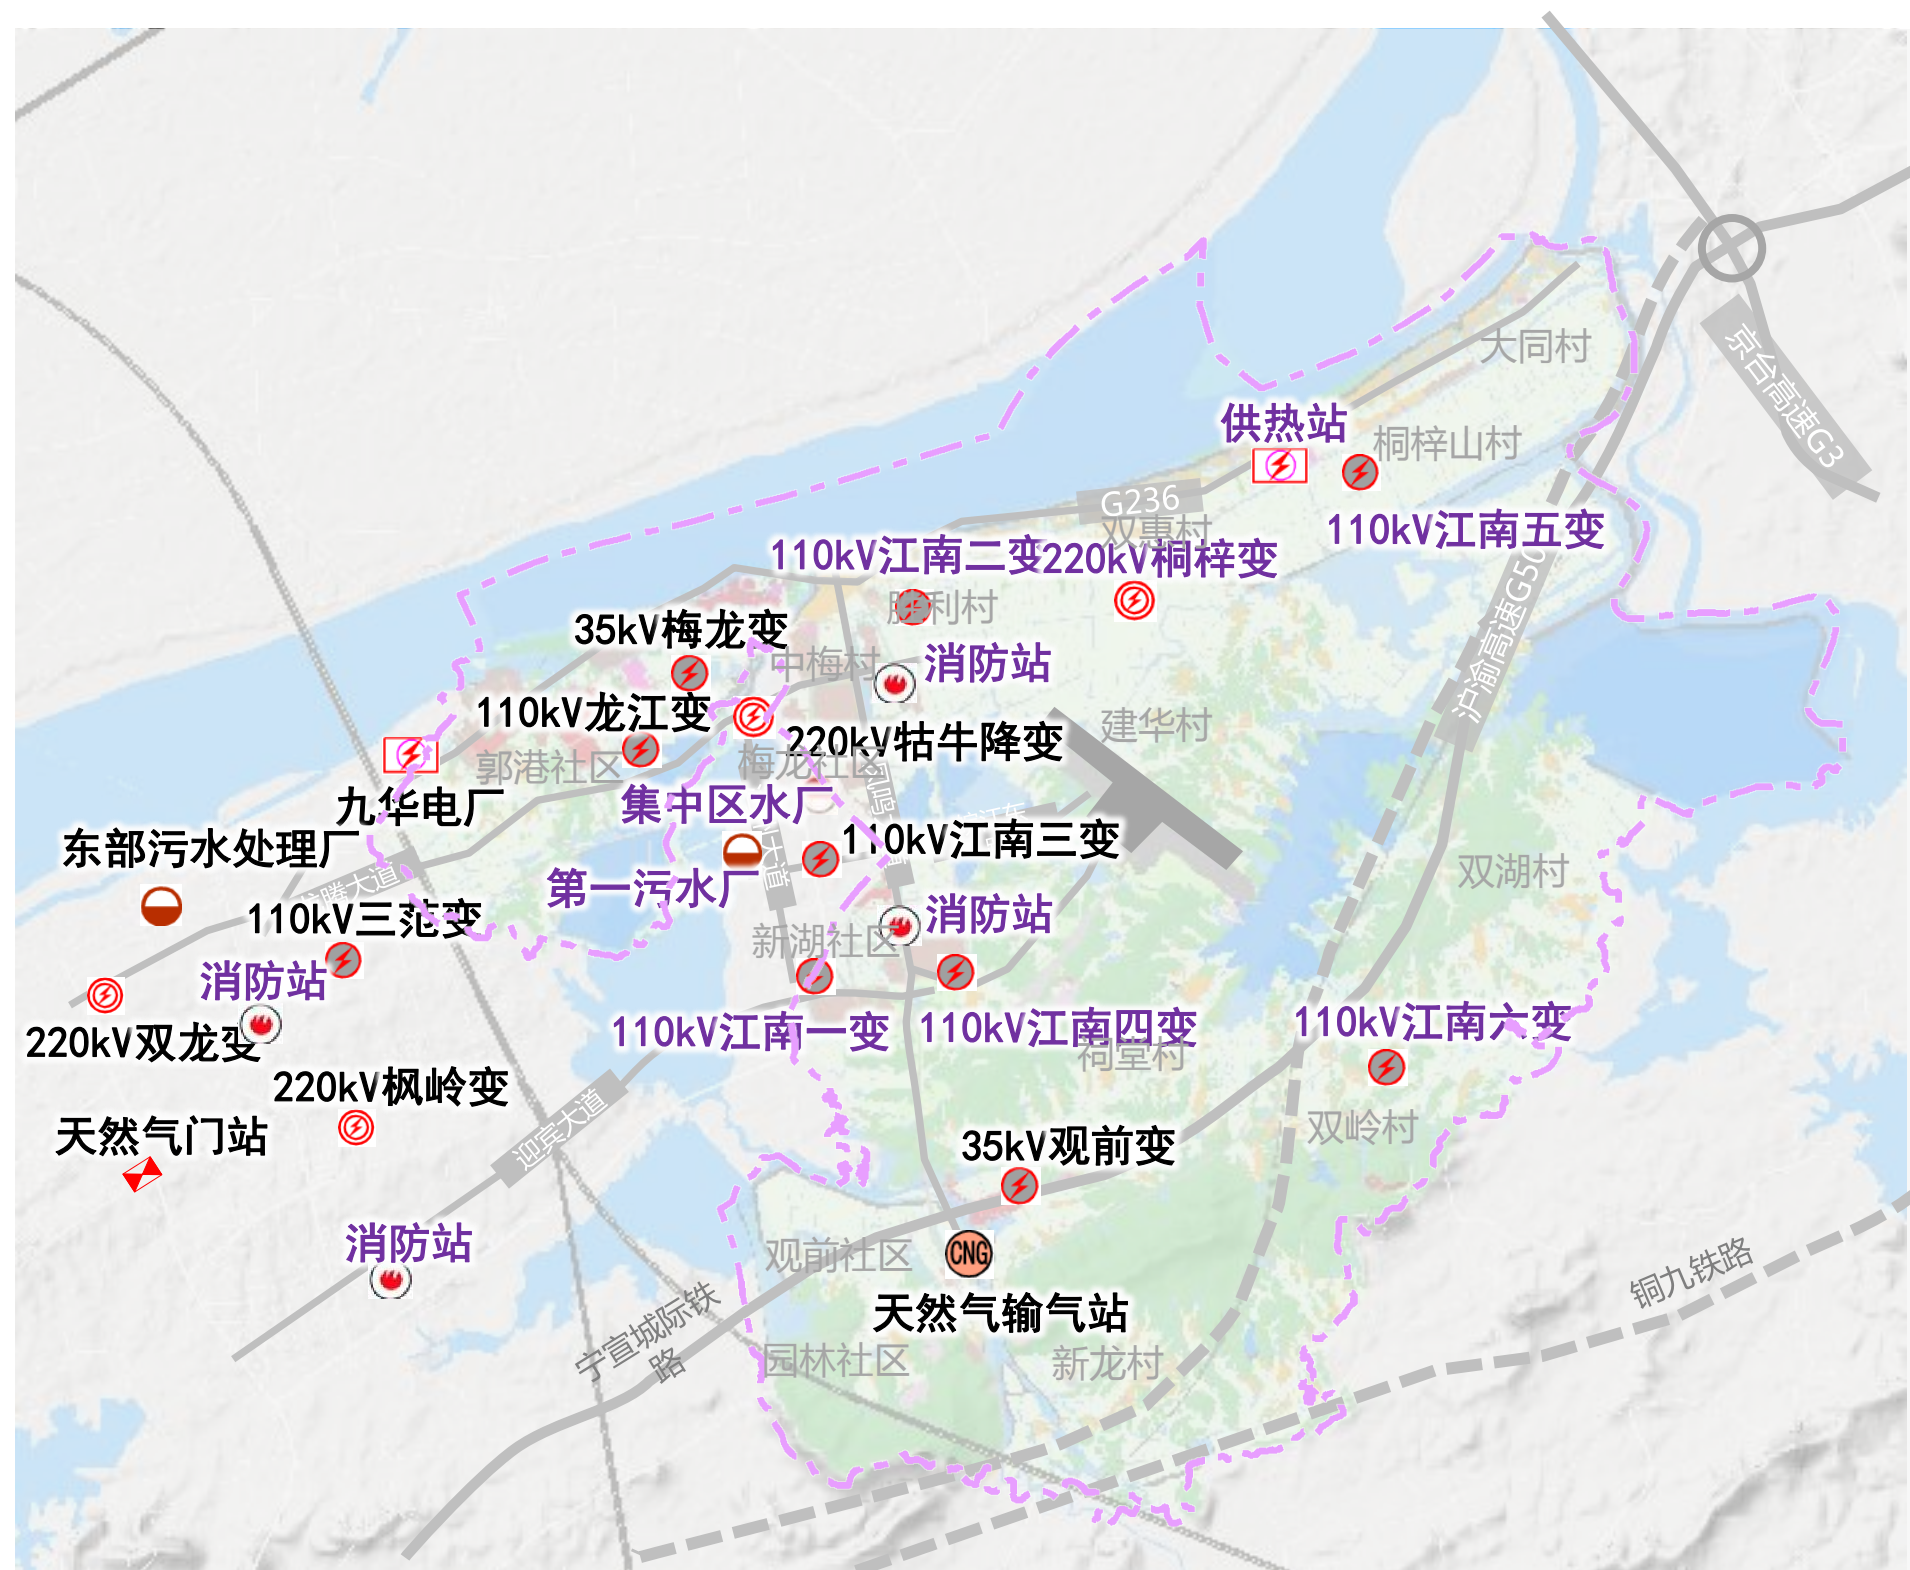 大同村
京台高速G3
供热站
桐梓山村
G236
双惠村
110kV江南五变
110kV江南二变
220kV桐梓变
沪渝高速G50
胜利村
35kV梅龙变
中梅村
消防站
110kV龙江变
220kV牯牛降变
建华村
郭港社区
梅龙社区
九华电厂
集中区水厂
东部污水处理厂
110kV江南三变
双湖村
第一污水厂
大道
110kV三范变
消防站
新湖社区
消防站
220kV双龙变
110kV江南一变
110kV江南四变
110kV江南六变
祠堂村
220kV枫岭变
迎宾大道
双岭村
天然气门站
35kV观前变
消防站
观前社区
CNG
天然气输气站
铜九铁路
宁宣城际铁
路
园林社区
新龙村